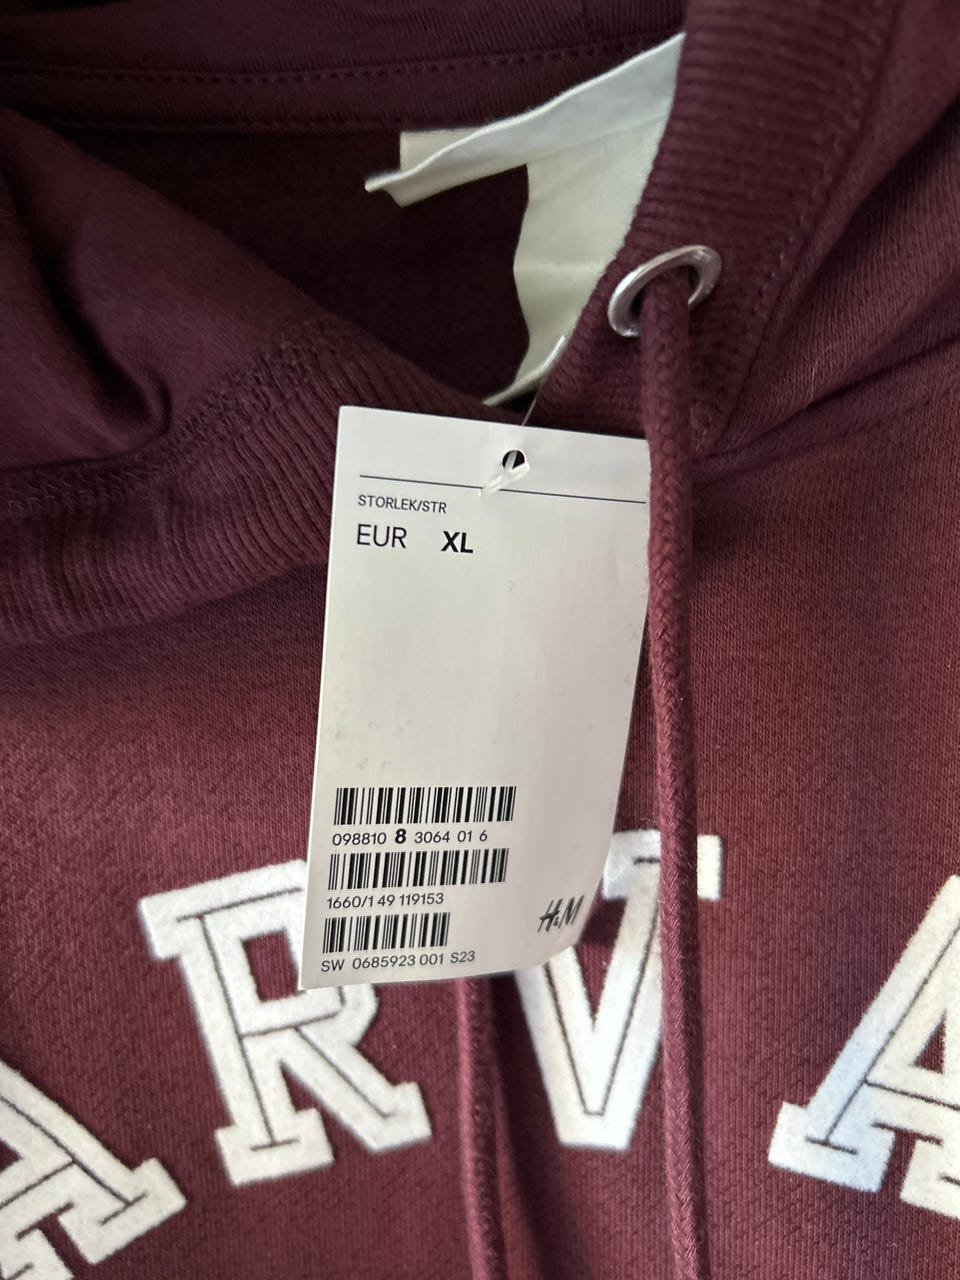 STORLEK/STR
EUR XL
098810 8 3064 01 6
1660/1 49 119153
H&M
SW 0685923 001 S23
ARVA